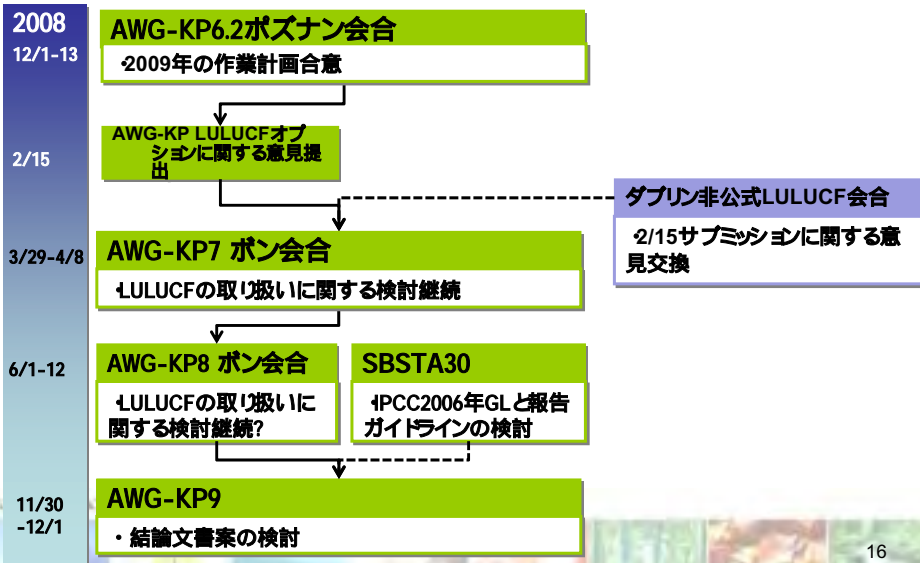 2008
12/1-13
AWG-KP6.2ポズナン会合
・2009年の作業計画合意
2/15
AWG-KP LULUCFオプ
ションに関する意見提
出
ダブリン非公式LULUCF会合
・2/15サブミッションに関する意
見交換
3/29-4/8
AWG-KP7 ボン会合
・LULUCFの取り扱いに関する検討継続
6/1-12
AWG-KP8 ボン会合
・LULUCFの取り扱いに
関する検討継続?
SBSTA30
・IPCC2006年GLと報告
ガイドラインの検討
11/30
-12/1
AWG-KP9
・結論文書案の検討
16